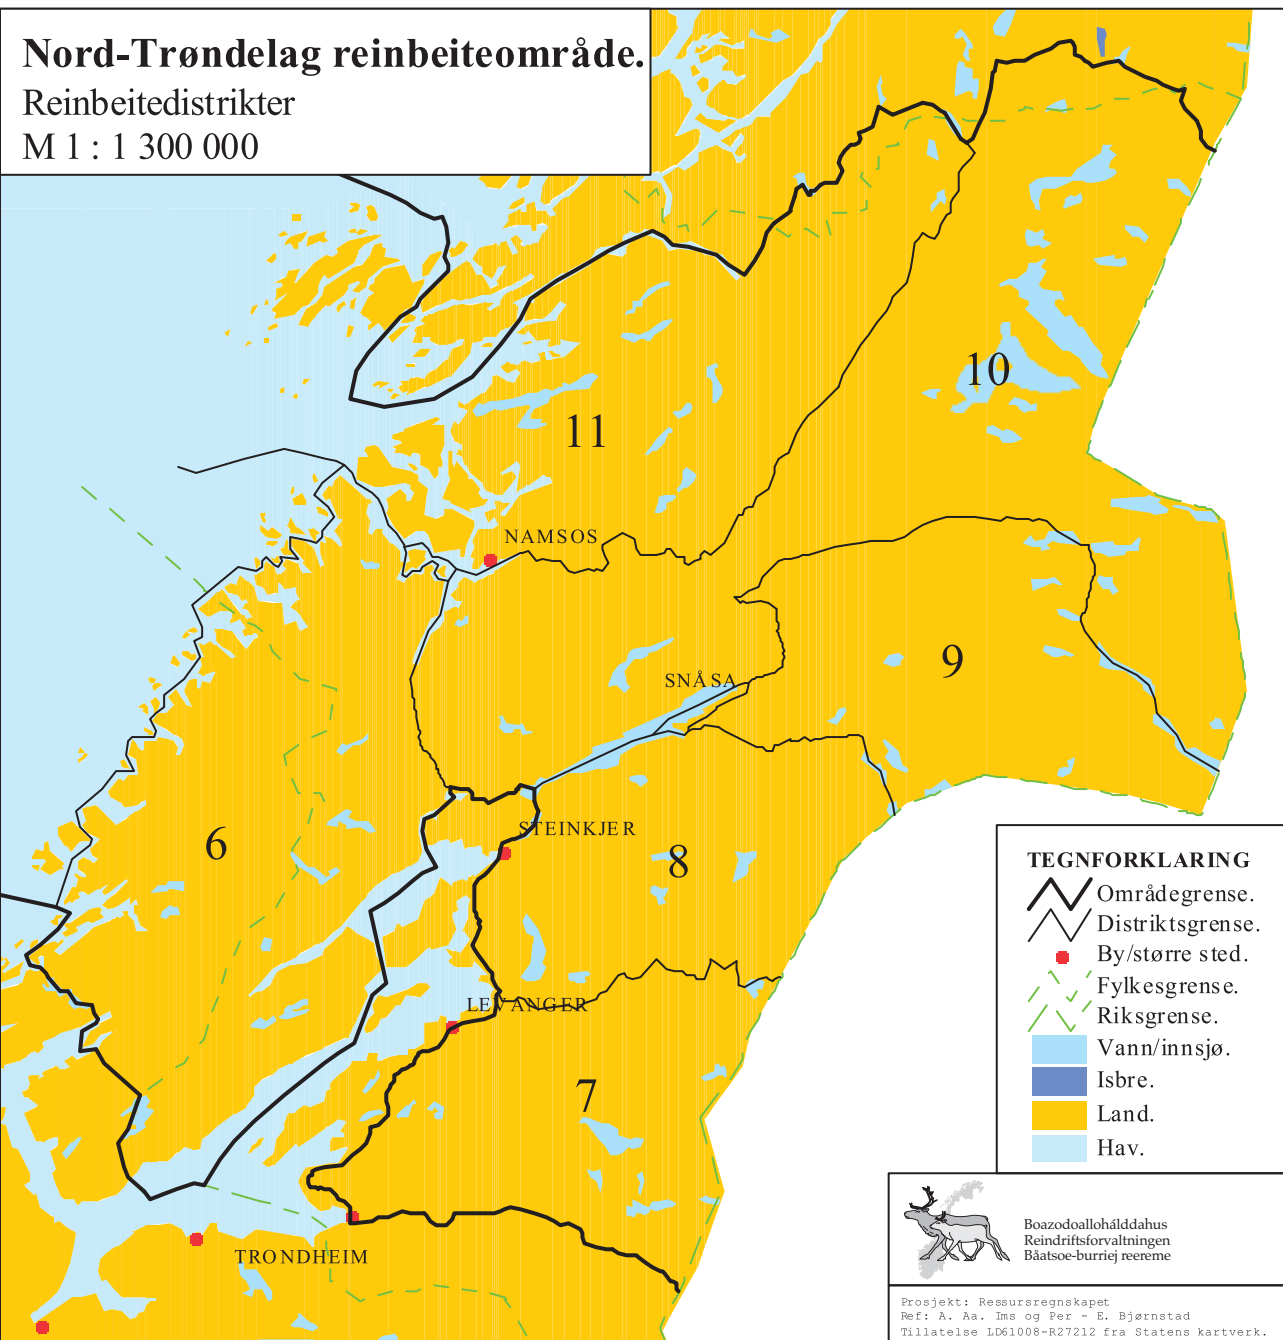 Nord-Trøndelag reinbeiteområde.
Reinbeitedistrikter
M 1 : 1 300 000
10
11
NAMSOS
9
SNÅSA
6
STEINKJER
8
LEVANGER
7
TRONDHEIM
TEGNFORKLARING
Områdegrense.
Distriktsgrense.
By/større sted.
Fylkesgrense.
Riksgrense.
Vann/innsjø.
Isbre.
Land.
Hav.
Boazodoallohálddahus
Reindriftsforvaltningen
Båatsoe-burriej reereme
Prosjekt: Ressursregnskapet
Ref: A. Aa. Ims og Per - E. Bjørnstad
Tillatelse LD61008-R27212 fra Statens kartverk.